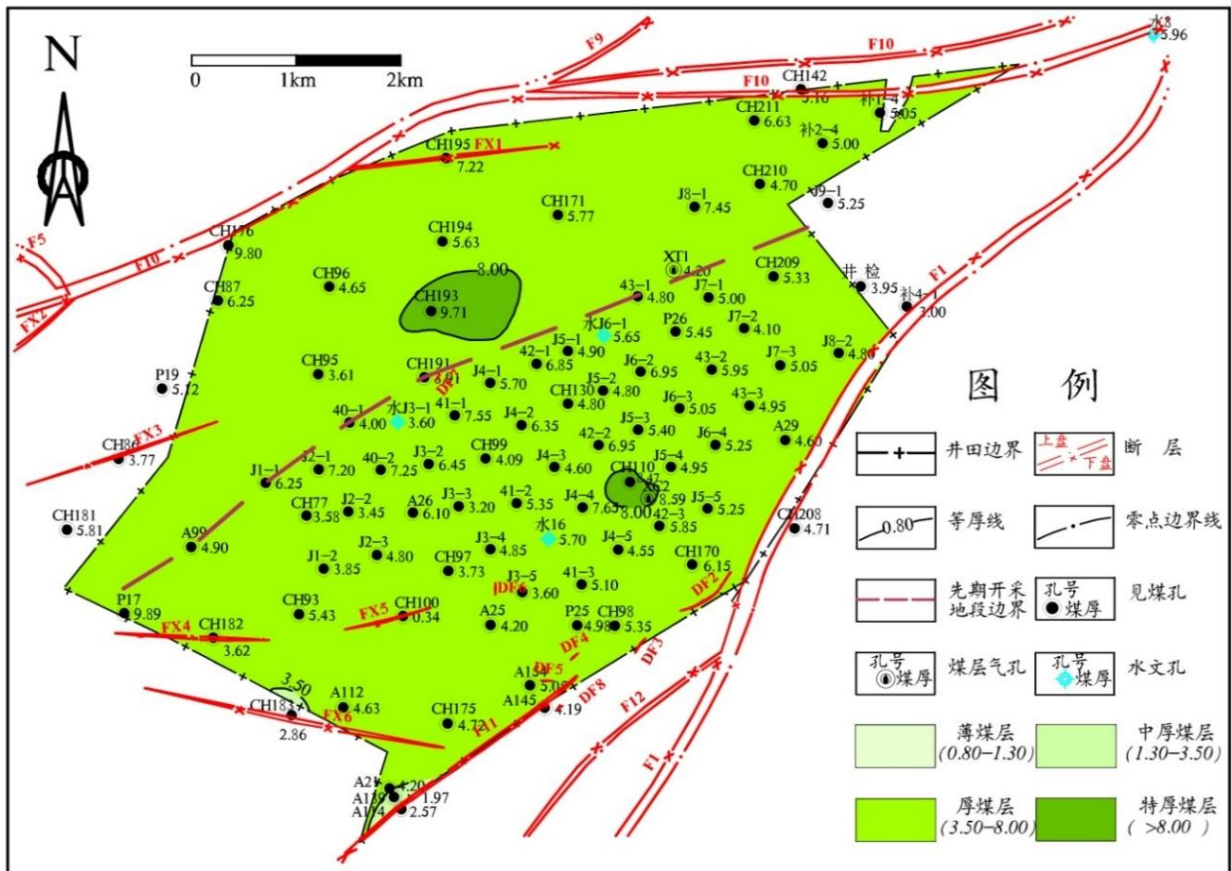 N
0 1km 2km
水8
5.96
F9
F10
F10
CH142
5.16
CH211
6.63
补1-4
5.05
补2-4
5.00
CH195
7.22
FX1
CH210
4.70
J9-1
5.25
J8-1
7.45
CH171
5.77
CH194
5.63
CH176
9.80
F5
F10
FX2
8.00
XT1
4.20
CH209
5.33
井检
3.95
CH96
4.65
CH87
6.25
CH193
9.71
43-1
4.80
J7-1
5.00
补4-1
3.00
F1
水J6-1
5.65
P26
5.45
J7-2
4.10
J5-1
4.90
42-1
6.85
J8-2
4.80
J7-3
5.05
CH95
3.61
CH191
J4-1
5.70
J6-2
6.95
43-2
5.95
P19
5.12
J5-2
4.80
CH130
4.80
J6-3
5.05
43-3
4.95
40-1
4.00
水J3-1
3.60
41-1
7.55
J4-2
6.35
J5-3
5.40
A29
4.60
42-2
6.95
J6-4
5.25
FX3
CH86
3.77
J2-1
7.20
40-2
7.25
J3-2
6.45
CH99
4.09
J4-3
4.60
J5-4
4.95
J1-1
6.25
CH110
8.47
8.59
8.00
CH77
3.58
J2-2
3.45
A26
6.10
J3-3
3.20
41-2
5.35
J4-4
7.65
J5-5
5.25
CH181
5.81
42-3
5.85
CH208
4.71
A99
4.90
水16
5.70
J2-3
4.80
J3-4
4.85
J4-5
4.55
CH170
6.15
J1-2
3.85
CH97
3.73
J3-5
3.60
DF6
41-3
5.10
DF2
P17
9.89
CH93
5.43
FX5
CH100
0.34
A25
4.20
P25
4.98
CH98
5.35
FX4
CH182
3.62
DF4
DF3
DF5
DF8
F12
3.50
CH183
2.86
A112
4.63
FX6
CH175
4.72
A134
A145
4.19
F11
F1
A21
4.20
A139
1.97
A114
2.57
图 例
井田边界
上盘
下盘
断 层
0.80
等厚线
零点边界线
先期开采
地段边界
孔号
煤厚
见煤孔
孔号
煤厚
煤层气孔
孔号
煤厚
水文孔
薄煤层
(0.80-1.30)
中厚煤层
(1.30-3.50)
厚煤层
(3.50-8.00)
特厚煤层
( >8.00 )